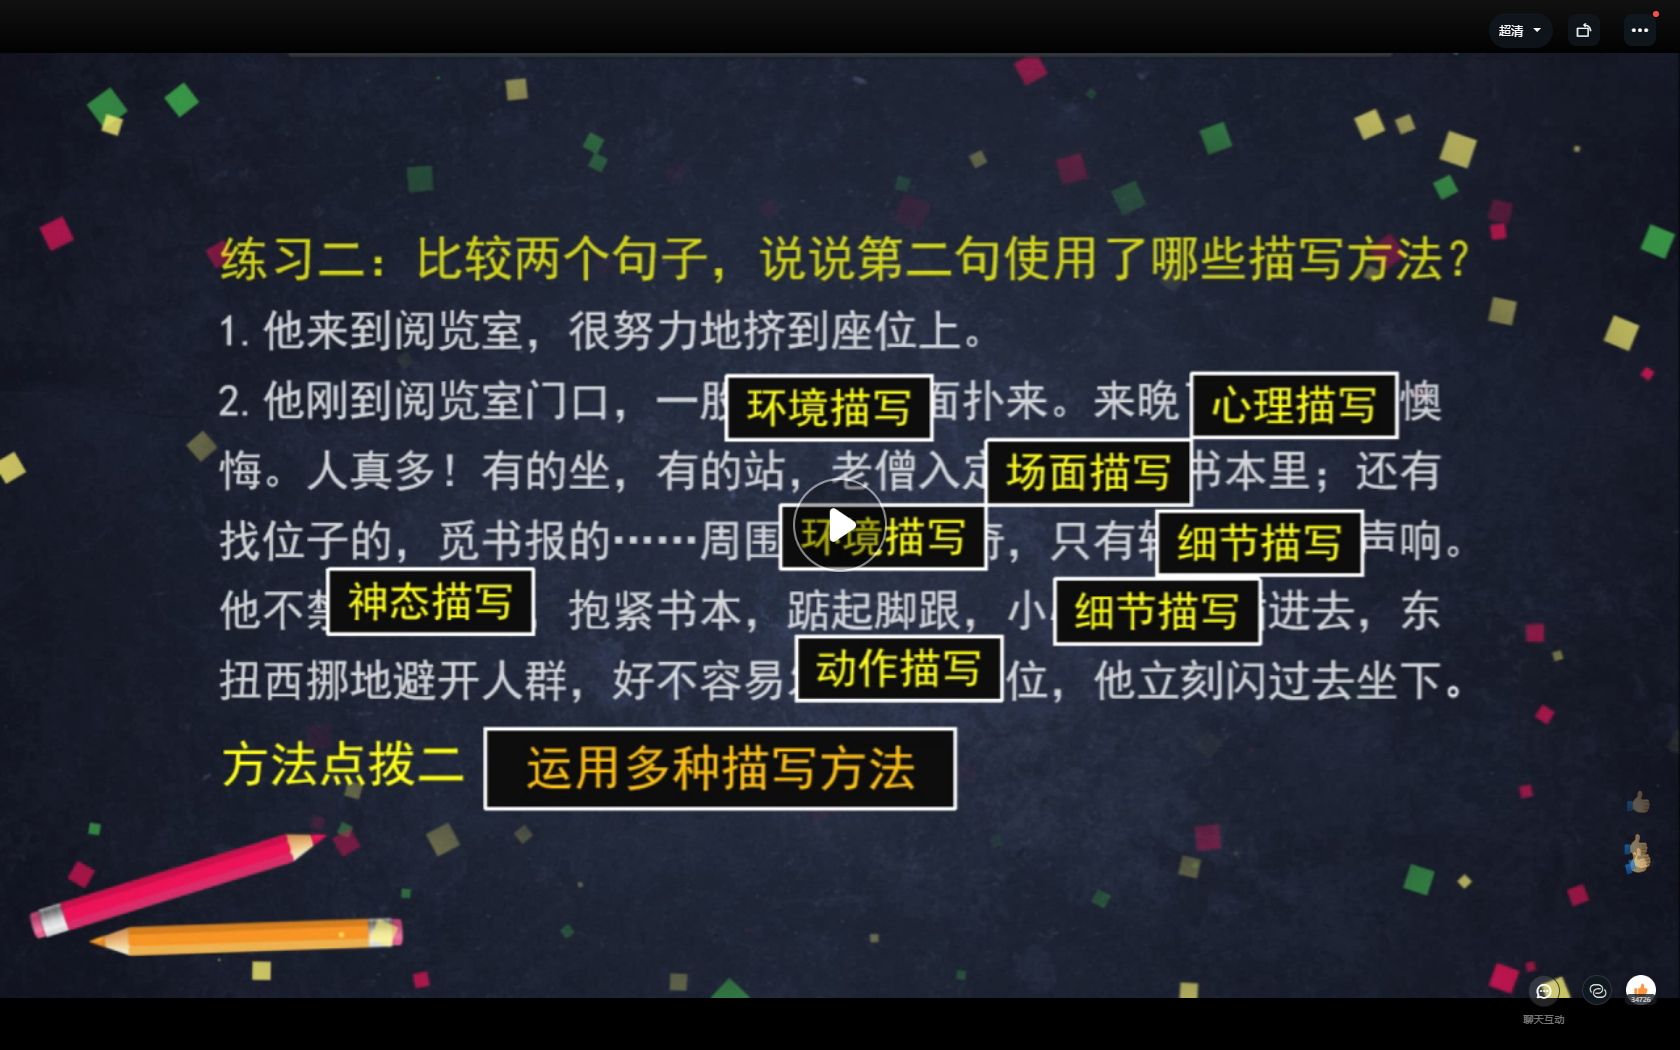 超清
练习二：比较两个句子，说说第二句使用了哪些描写方法？
1. 他来到阅览室，很努力地挤到座位上。
2. 他刚到阅览室门口，一股 环境描写 面扑来。来晚了 心理描写 懊
悔。人真多！有的坐，有的站，老僧入定 场面描写 书本里；还有
找位子的，觅书报的……周围 环境描写 ，只有 细节描写 声响。
他不禁 神态描写 抱紧书本，踮起脚跟，小 细节描写 进去，东
扭西挪地避开人群，好不容易 动作描写 位，他立刻闪过去坐下。
方法点拨二 运用多种描写方法
34726
聊天互动